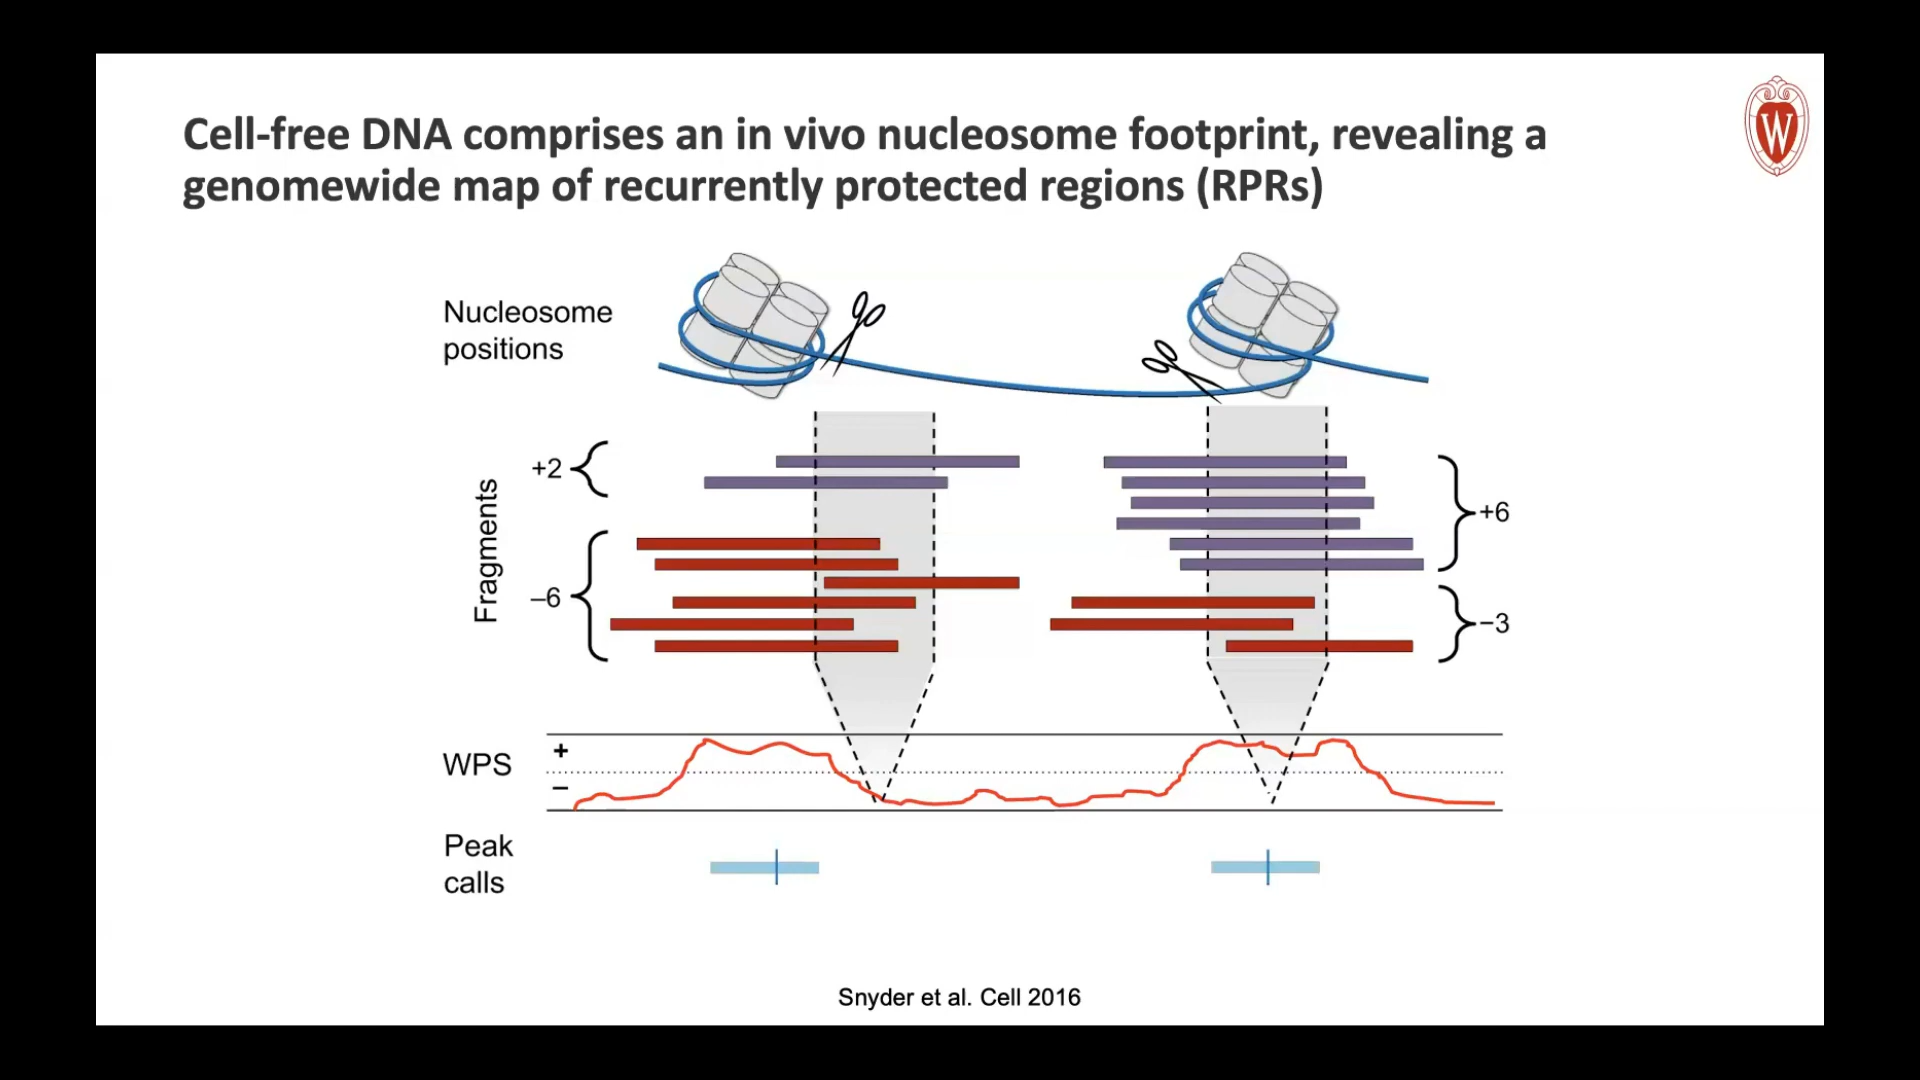 Cell-free DNA comprises an in vivo nucleosome footprint, revealing a
genomewide map of recurrently protected regions (RPRs)
W
Nucleosome
positions
Fragments
+2
–6
+6
−3
WPS
+
−
Peak
calls
Snyder et al. Cell 2016